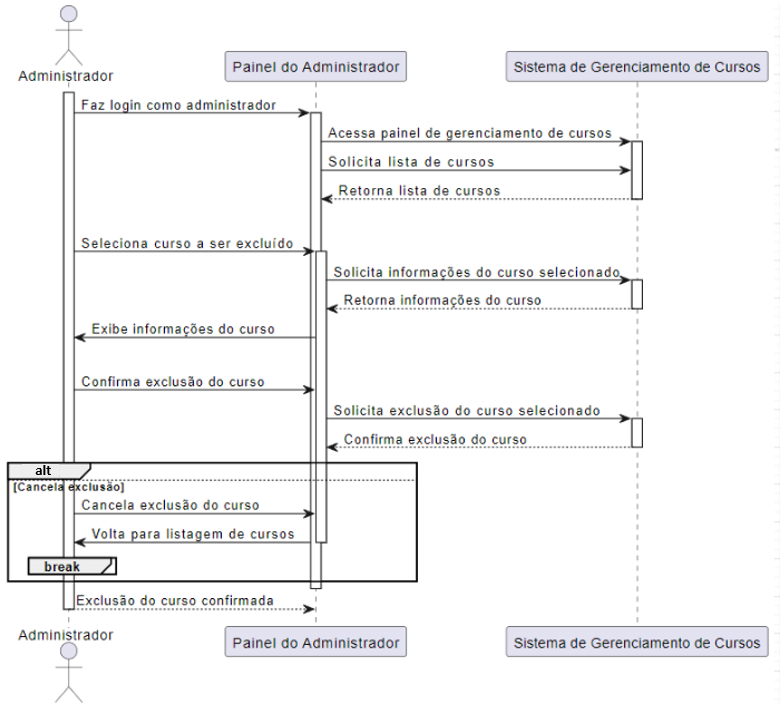 Administrador
Painel do Administrador
Sistema de Gerenciamento de Cursos
Faz login como administrador
Acessa painel de gerenciamento de cursos
Solicita lista de cursos
Retorna lista de cursos
Seleciona curso a ser excluído
Solicita informações do curso selecionado
Retorna informações do curso
Exibe informações do curso
Confirma exclusão do curso
Solicita exclusão do curso selecionado
Confirma exclusão do curso
alt
[Cancela exclusão]
Cancela exclusão do curso
Volta para listagem de cursos
break
Exclusão do curso confirmada
Administrador
Painel do Administrador
Sistema de Gerenciamento de Cursos